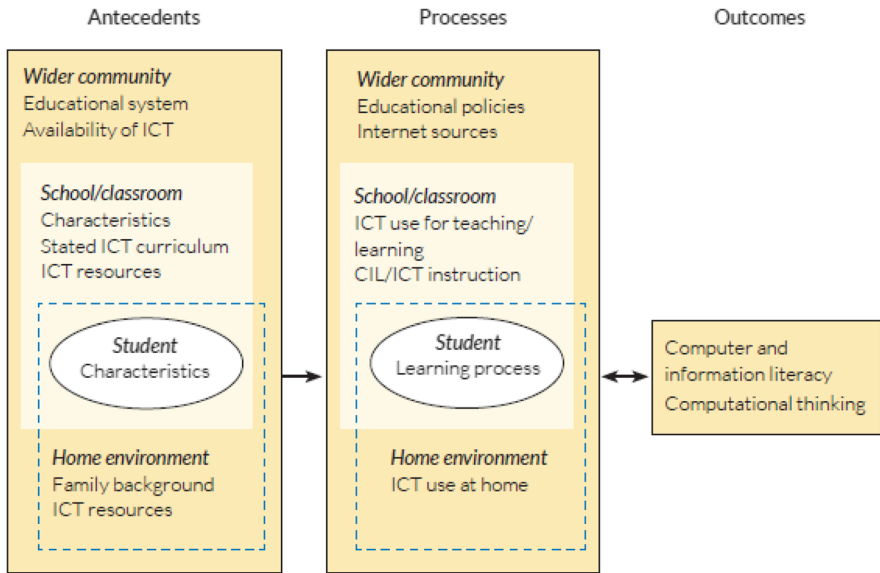 Antecedents
Processes
Outcomes
Wider community
Educational system
Availability of ICT
School/classroom
Characteristics
Stated ICT curriculum
ICT resources
Student
Characteristics
Home environment
Family background
ICT resources
Wider community
Educational policies
Internet sources
School/classroom
ICT use for teaching/
learning
CIL/ICT instruction
Student
Learning process
Home environment
ICT use at home
Computer and
information literacy
Computational thinking